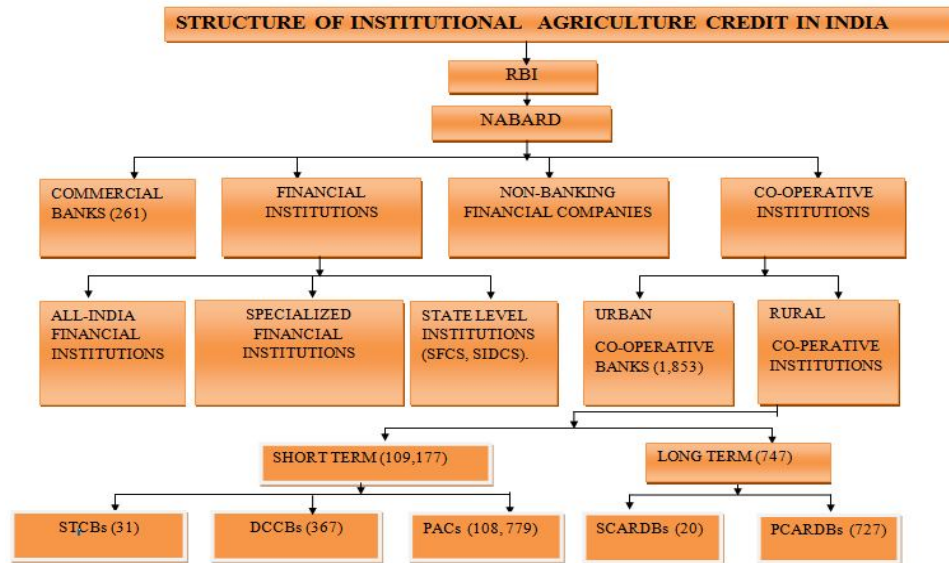 STRUCTURE OF INSTITUTIONAL AGRICULTURE CREDIT IN INDIA
RBI
NABARD
COMMERCIAL
BANKS (261)
FINANCIAL
INSTITUTIONS
NON-BANKING
FINANCIAL COMPANIES
CO-OPERATIVE
INSTITUTIONS
ALL-INDIA
FINANCIAL
INSTITUTIONS
SPECIALIZED
FINANCIAL
INSTITUTIONS
STATE LEVEL
INSTITUTIONS
(SFCS, SIDCS).
URBAN
CO-OPERATIVE
BANKS (1,853)
RURAL
CO-PERATIVE
INSTITUTIONS
SHORT TERM (109,177)
LONG TERM (747)
STCBs (31)
DCCBs (367)
PACs (108,779)
SCARDBs (20)
PCARDBs (727)